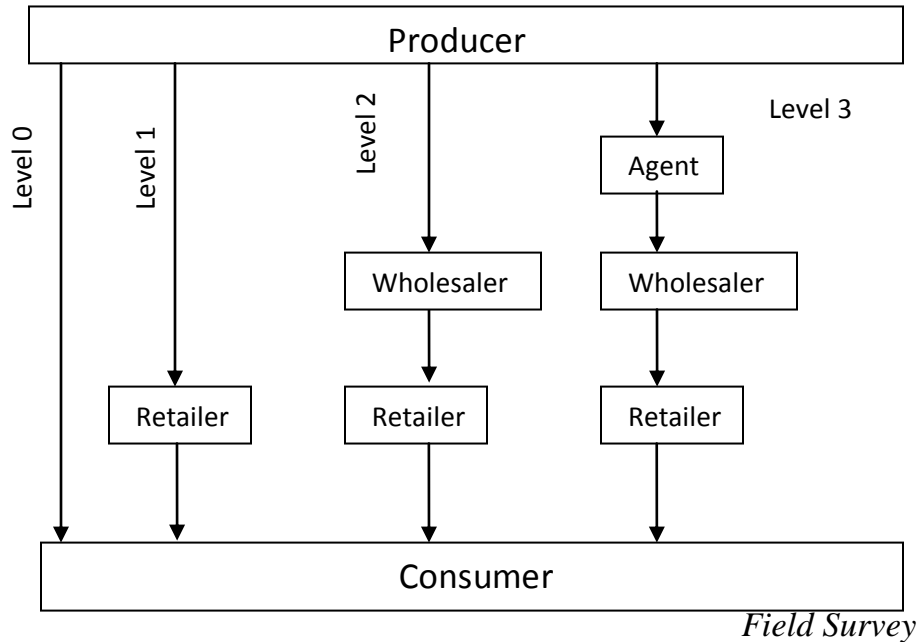 Producer
Level 0
Level 1
Level 2
Level 3
Agent
Wholesaler
Wholesaler
Retailer
Retailer
Retailer
Consumer
Field Survey